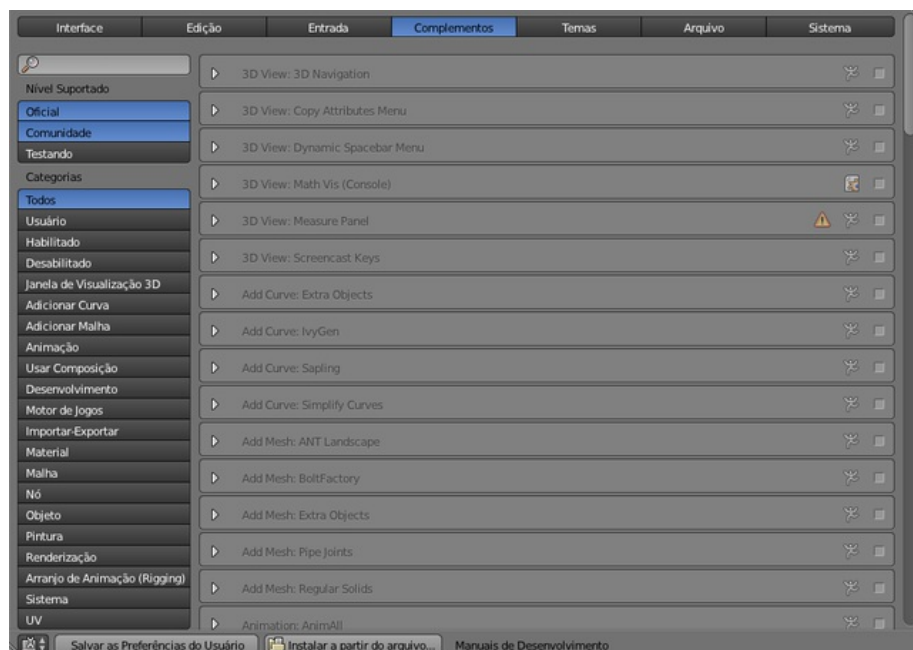 Interface Edição Entrada Complementos Temas Arquivo Sistema
Nível Suportado
Oficial
Comunidade
Testando
Categorias
Todos
Usuário
Habilitado
Desabilitado
Janela de Visualização 3D
Adicionar Curva
Adicionar Malha
Animação
Usar Composição
Desenvolvimento
Motor de Jogos
Importar-Exportar
Material
Malha
Nó
Objeto
Pintura
Renderização
Arranjo de Animação (Rigging)
Sistema
UV
3D View: 3D Navigation
3D View: Copy Attributes Menu
3D View: Dynamic Spacebar Menu
3D View: Math Vis (Console)
3D View: Measure Panel
3D View: Screencast Keys
Add Curve: Extra Objects
Add Curve: IvyGen
Add Curve: Sapling
Add Curve: Simplify Curves
Add Mesh: ANT Landscape
Add Mesh: BoltFactory
Add Mesh: Extra Objects
Add Mesh: Pipe Joints
Add Mesh: Regular Solids
Animation: AnimAll
Salvar as Preferências do Usuário Instalar a partir do arquivo... Manuais de Desenvolvimento